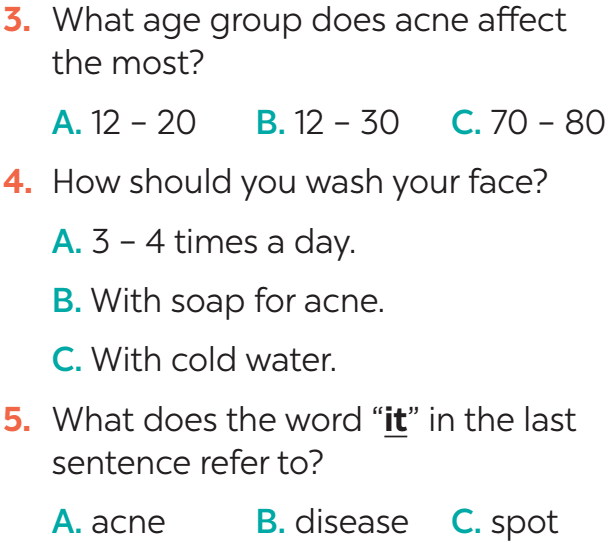 3. What age group does acne affect
the most?
A. 12 – 20 B. 12 – 30 C. 70 – 80
4. How should you wash your face?
A. 3 – 4 times a day.
B. With soap for acne.
C. With cold water.
5. What does the word “it” in the last
sentence refer to?
A. acne B. disease C. spot